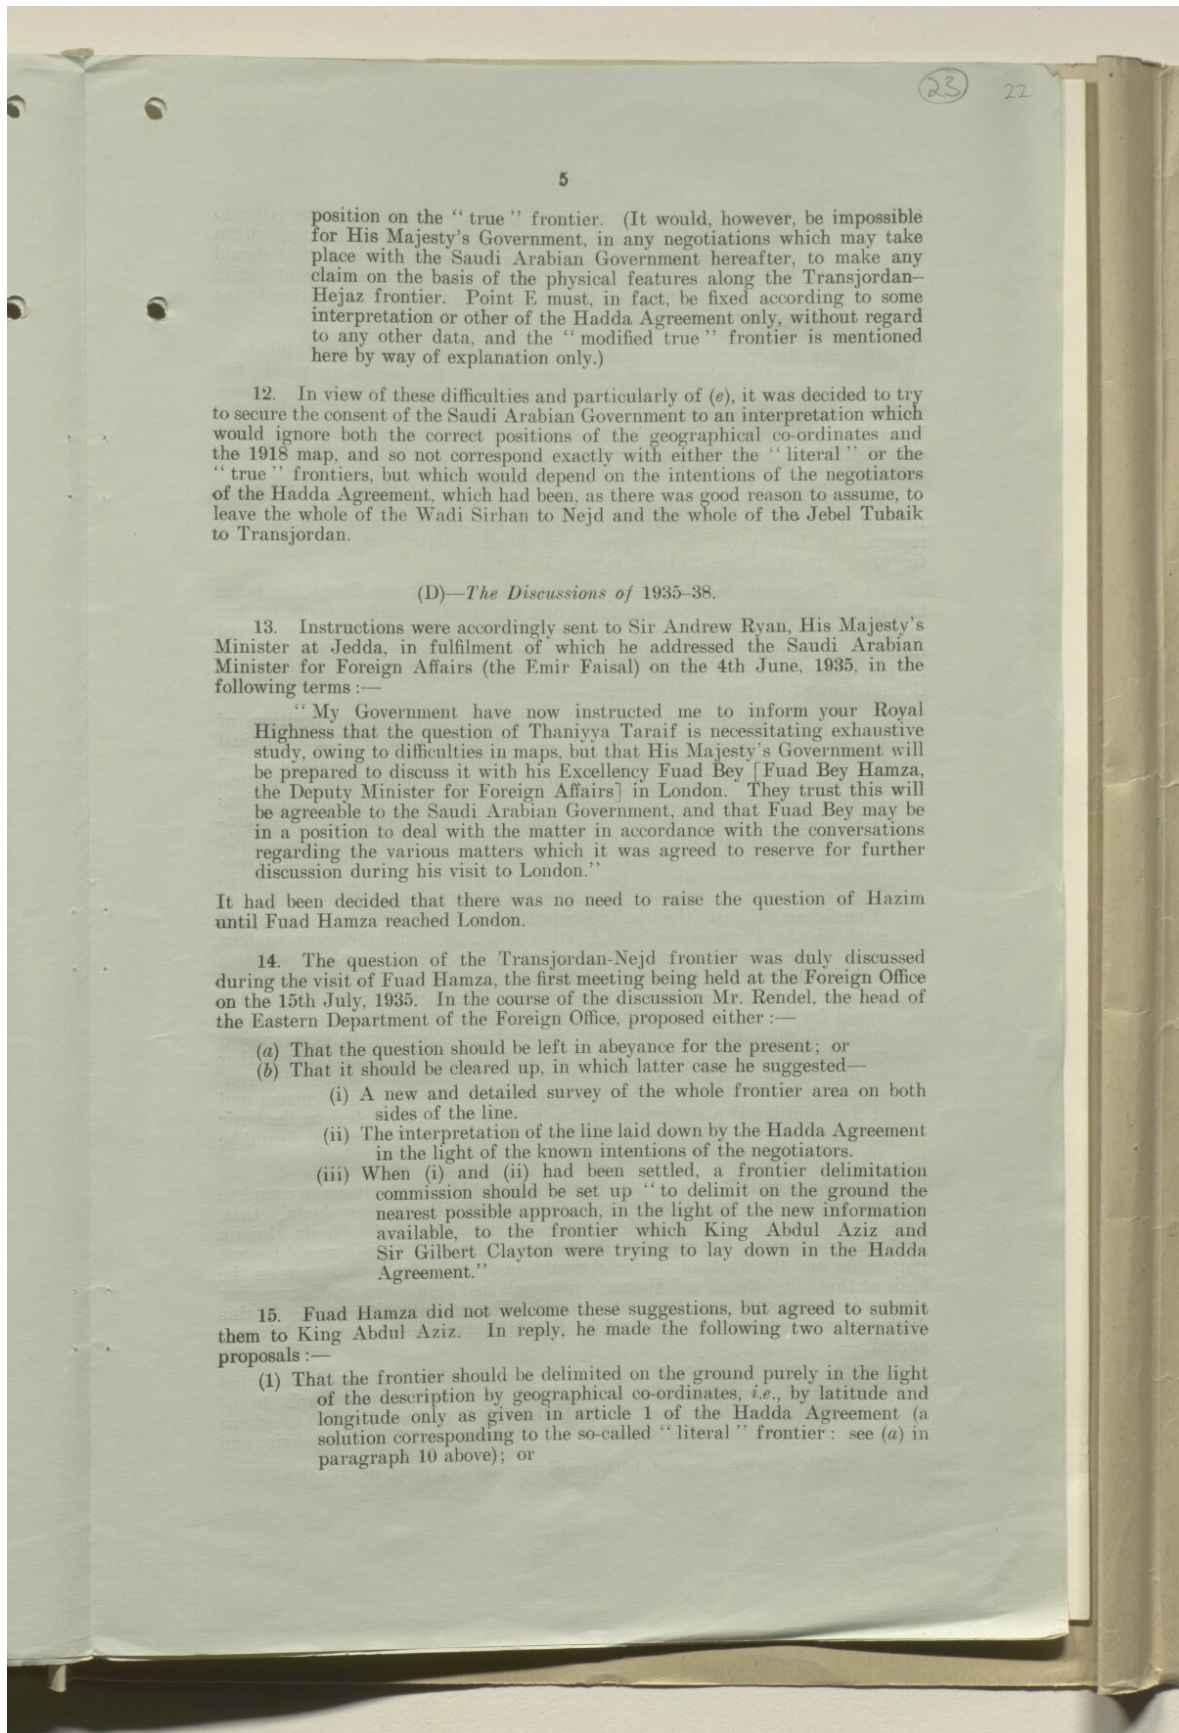 23 22
5
position on the “ true ” frontier. (It would, however, be impossible
for His Majesty’s Government, in any negotiations which may take
place with the Saudi Arabian Government hereafter, to make any
claim on the basis of the physical features along the Transjordan–
Hejaz frontier. Point E must, in fact, be fixed according to some
interpretation or other of the Hadda Agreement only, without regard
to any other data, and the “ modified true ” frontier is mentioned
here by way of explanation only.)
12. In view of these difficulties and particularly of (e), it was decided to try
to secure the consent of the Saudi Arabian Government to an interpretation which
would ignore both the correct positions of the geographical co-ordinates and
the 1918 map, and so not correspond exactly with either the “ literal ” or the
“ true ” frontiers, but which would depend on the intentions of the negotiators
of the Hadda Agreement, which had been, as there was good reason to assume, to
leave the whole of the Wadi Sirhan to Nejd and the whole of the Jebel Tubaik
to Transjordan.
(D)—The Discussions of 1935–38.
13. Instructions were accordingly sent to Sir Andrew Ryan, His Majesty’s
Minister at Jedda, in fulfilment of which he addressed the Saudi Arabian
Minister for Foreign Affairs (the Emir Faisal) on the 4th June, 1935, in the
following terms :—
“ My Government have now instructed me to inform your Royal
Highness that the question of Thaniyya Taraif is necessitating exhaustive
study, owing to difficulties in maps, but that His Majesty’s Government will
be prepared to discuss it with his Excellency Fuad Bey [Fuad Bey Hamza,
the Deputy Minister for Foreign Affairs] in London. They trust this will
be agreeable to the Saudi Arabian Government, and that Fuad Bey may be
in a position to deal with the matter in accordance with the conversations
regarding the various matters which it was agreed to reserve for further
discussion during his visit to London.”
It had been decided that there was no need to raise the question of Hazim
until Fuad Hamza reached London.
14. The question of the Transjordan-Nejd frontier was duly discussed
during the visit of Fuad Hamza, the first meeting being held at the Foreign Office
on the 15th July, 1935. In the course of the discussion Mr. Rendel, the head of
the Eastern Department of the Foreign Office, proposed either :—
(a) That the question should be left in abeyance for the present; or
(b) That it should be cleared up, in which latter case he suggested—
(i) A new and detailed survey of the whole frontier area on both
sides of the line.
(ii) The interpretation of the line laid down by the Hadda Agreement
in the light of the known intentions of the negotiators.
(iii) When (i) and (ii) had been settled, a frontier delimitation
commission should be set up “ to delimit on the ground the
nearest possible approach, in the light of the new information
available, to the frontier which King Abdul Aziz and
Sir Gilbert Clayton were trying to lay down in the Hadda
Agreement.”
15. Fuad Hamza did not welcome these suggestions, but agreed to submit
them to King Abdul Aziz. In reply, he made the following two alternative
proposals :—
(1) That the frontier should be delimited on the ground purely in the light
of the description by geographical co-ordinates, i.e., by latitude and
longitude only as given in article 1 of the Hadda Agreement (a
solution corresponding to the so-called “ literal ” frontier : see (a) in
paragraph 10 above); or